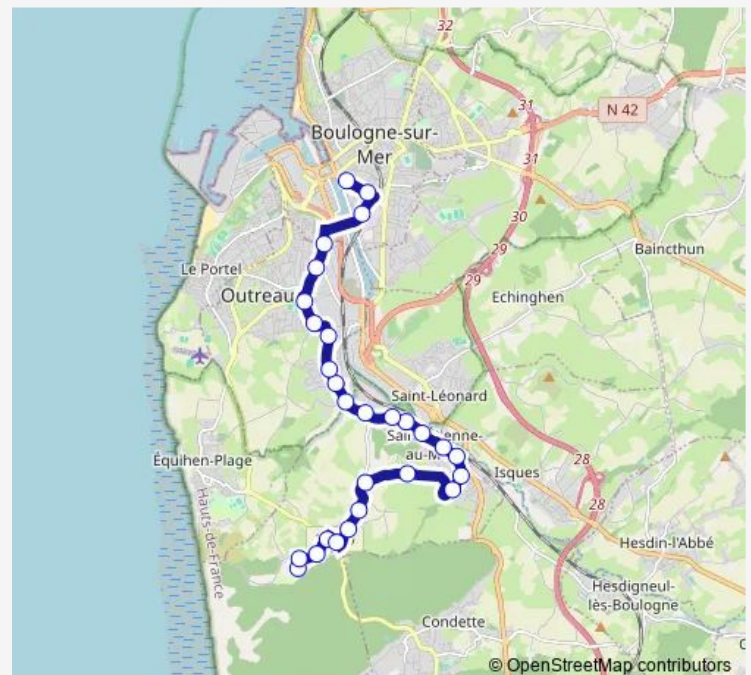 32
31
N 42
Boulogne-sur-
Mer
31
30
29
Baincthun
Le Portel
29
Outreau
Echinghen
Saint-Léonard
28
Équihen-Plage
Isques
28
Hauts-de-France
Hesdin-l'Abbé
Hesdigneul-
lès-Boulogne
Condette
© OpenStreetMap contributors